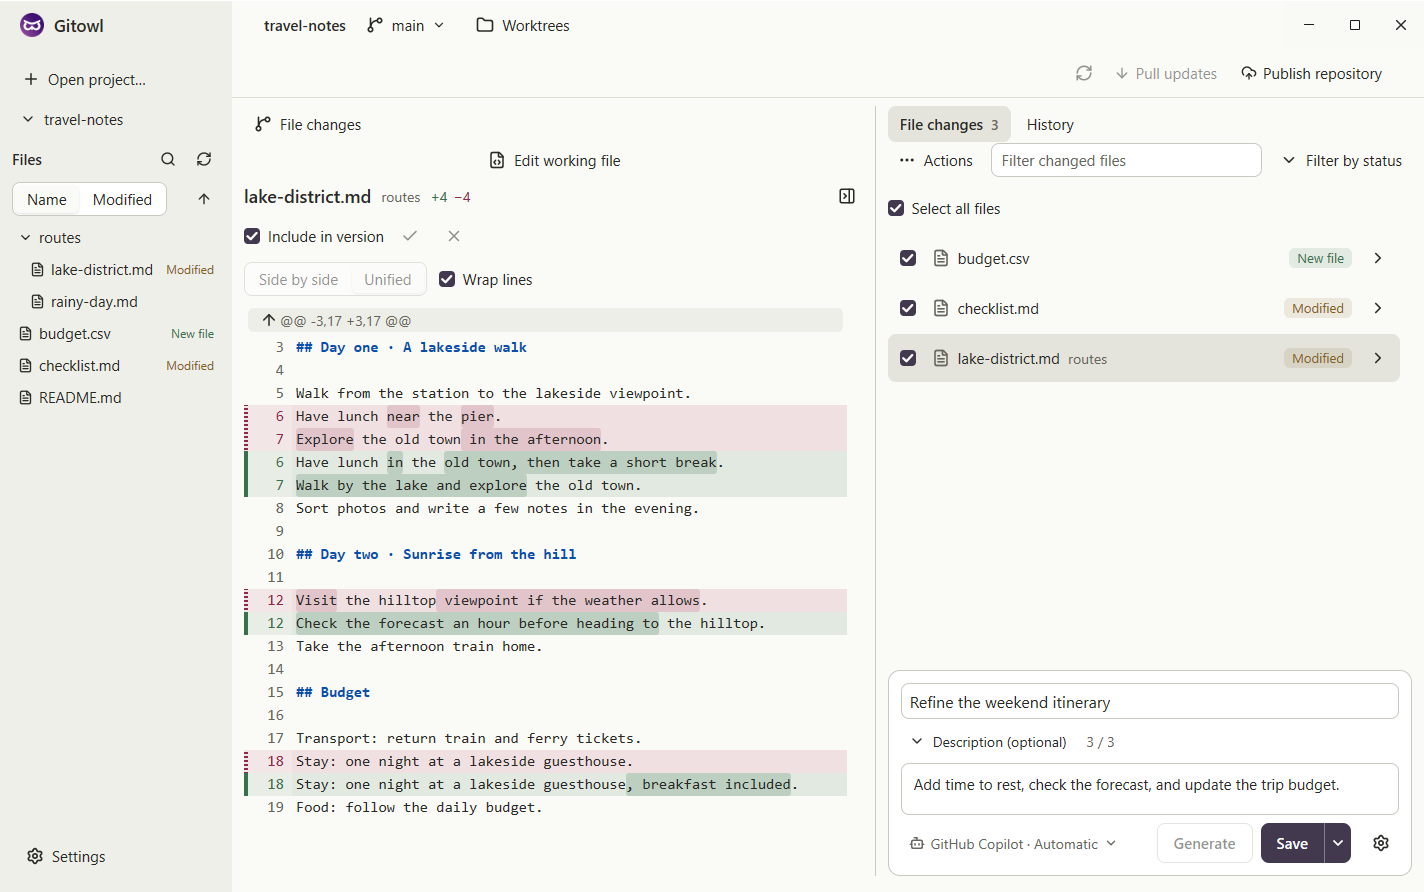 Gitowl
travel-notes
main
Worktrees
Open project...
Pull updates
Publish repository
travel-notes
Files
Name
Modified
routes
lake-district.md Modified
rainy-day.md
budget.csv New file
checklist.md Modified
README.md
Settings
File changes
Edit working file
lake-district.md routes +4 −4
Include in version
Side by side
Unified
Wrap lines
@@ -3,17 +3,17 @@
3 ## Day one · A lakeside walk
4
5 Walk from the station to the lakeside viewpoint.
6 Have lunch near the pier.
7 Explore the old town in the afternoon.
6 Have lunch in the old town, then take a short break.
7 Walk by the lake and explore the old town.
8 Sort photos and write a few notes in the evening.
9
10 ## Day two · Sunrise from the hill
11
12 Visit the hilltop viewpoint if the weather allows.
12 Check the forecast an hour before heading to the hilltop.
13 Take the afternoon train home.
14
15 ## Budget
16
17 Transport: return train and ferry tickets.
18 Stay: one night at a lakeside guesthouse.
18 Stay: one night at a lakeside guesthouse, breakfast included.
19 Food: follow the daily budget.
File changes 3
History
Actions
Filter changed files
Filter by status
Select all files
budget.csv New file
checklist.md Modified
lake-district.md routes Modified
Refine the weekend itinerary
Description (optional) 3 / 3
Add time to rest, check the forecast, and update the trip budget.
GitHub Copilot · Automatic
Generate
Save